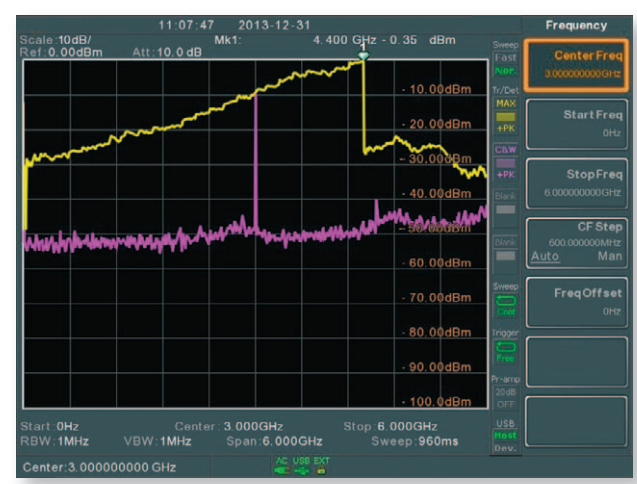 11:07:47 2013-12-31
Frequency
Scale:10dB/ Mk1: 4.400 GHz -0.35 dBm
Ref:0.00dBm Att:10.0 dB
1
- 10.00dBm
- 20.00dBm
- 30.00dBm
- 40.00dBm
- 50.00dBm
- 60.00dBm
- 70.00dBm
- 80.00dBm
- 90.00dBm
- 100.0dBm
Sweep
Fast
Nor.
Tr/Det
MAX
+PK
C&W
+PK
Blank
Blank
Sweep
Cont
Trigger
Free
Pr-amp
20dB
OFF
USB
Host
Dev.
Center Freq
3.000000000GHz
Start Freq
0Hz
Stop Freq
6.000000000GHz
CF Step
600.000000MHz
Auto Man
Freq Offset
0Hz
Start:0Hz Center:3.000GHz Stop:6.000GHz
RBW:1MHz VBW:1MHz Span:6.000GHz Sweep:960ms
Center:3.000000000 GHz
AC USB EXT